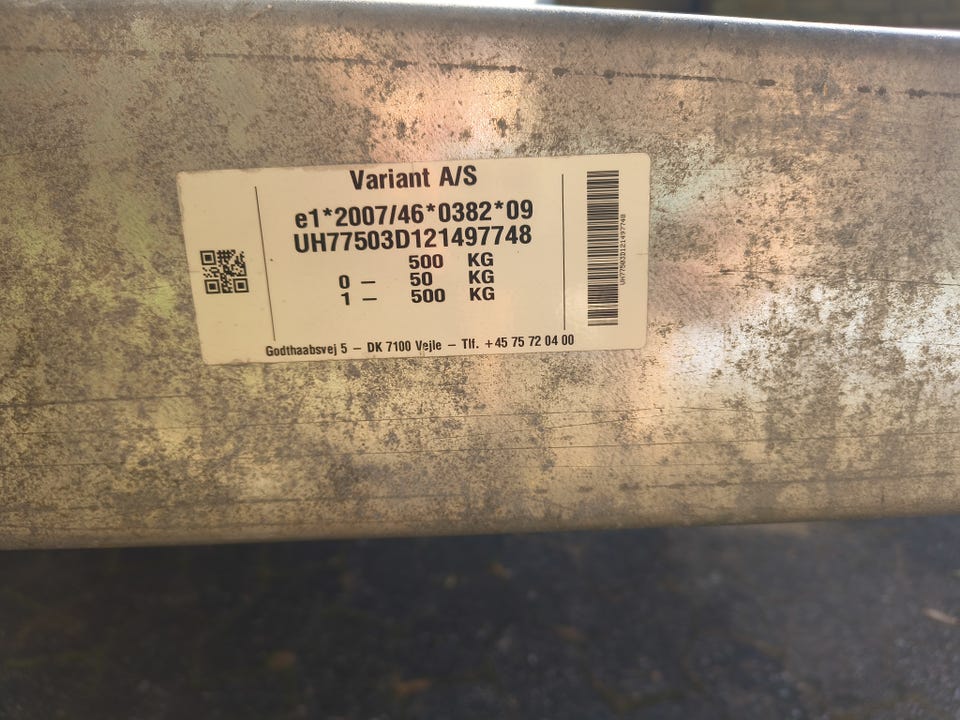 Variant A/S
e1*2007/46*0382*09
UH77503D121497748
500 KG
0 – 50 KG
1 – 500 KG
Godthaabsvej 5 – DK 7100 Vejle – Tlf. +45 75 72 04 00
UH77503D121497748